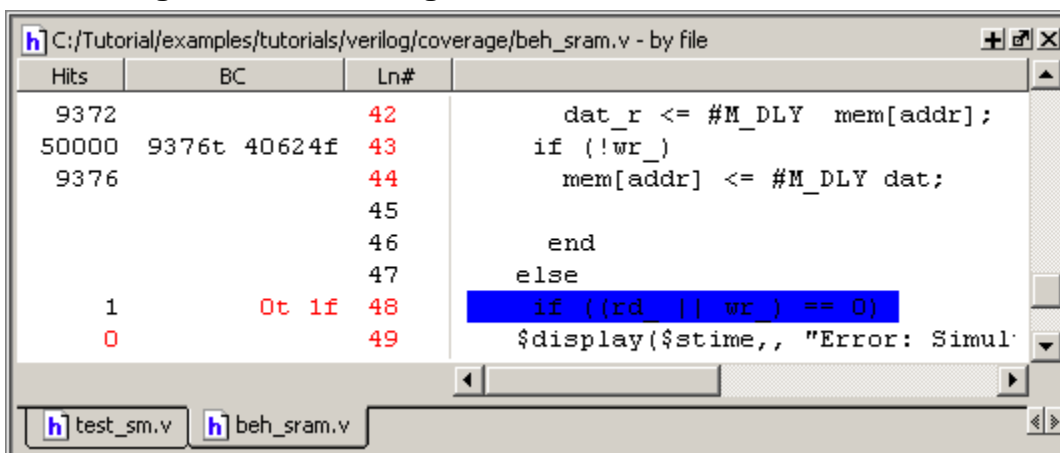 C:/Tutorial/examples/tutorials/verilog/coverage/beh_sram.v - by file
Hits BC Ln#
9372 42 dat_r <= #M_DLY mem[addr];
50000 9376t 40624f 43 if (!wr_)
9376 44 mem[addr] <= #M_DLY dat;
45
46 end
47 else
1 0t 1f 48 if ((rd_ || wr_) == 0)
0 49 $display($stime,, "Error: Simul
test_sm.v beh_sram.v